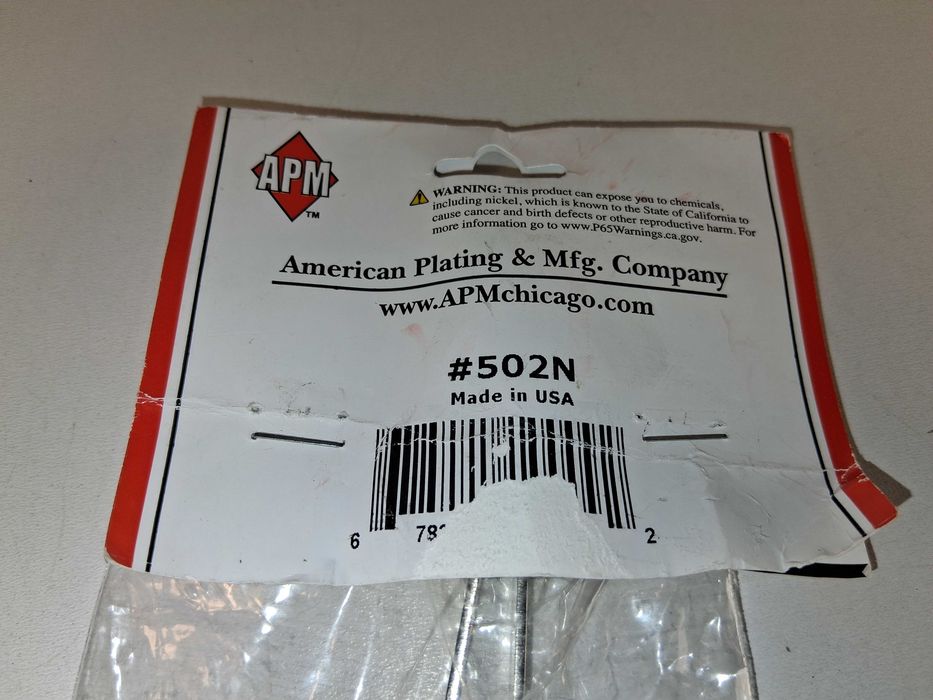 APM
TM
WARNING: This product can expose you to chemicals,
including nickel, which is known to the State of California to
cause cancer and birth defects or other reproductive harm. For
more information go to www.P65Warnings.ca.gov.
American Plating & Mfg. Company
www.APMchicago.com
#502N
Made in USA
6 78 2